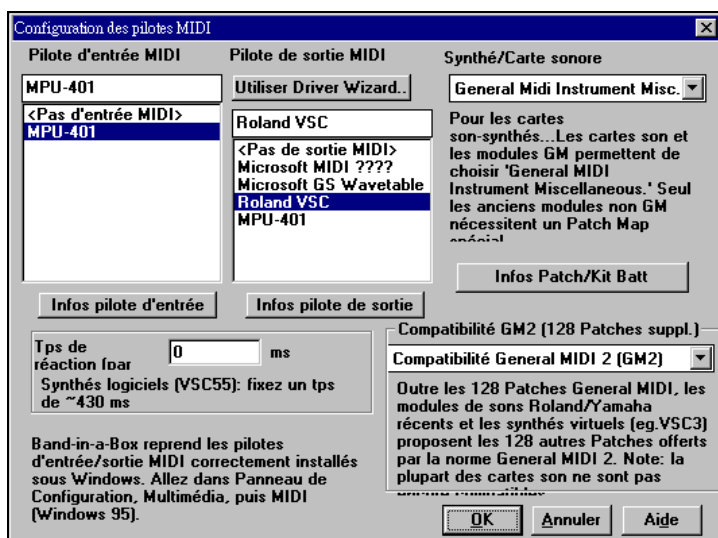 Configuration des pilotes MIDI
Pilote d'entrée MIDI
MPU-401
<Pas d'entrée MIDI>
MPU-401
Infos pilote d'entrée
Pilote de sortie MIDI
Utiliser Driver Wizard..
Roland VSC
<Pas de sortie MIDI>
Microsoft MIDI ????
Microsoft GS Wavetable
Roland VSC
MPU-401
Infos pilote de sortie
Synthé/Carte sonore
General Midi Instrument Misc.
Pour les cartes
son-synthés...Les cartes son et
les modules GM permettent de
choisir 'General MIDI
Instrument Miscellaneous.' Seul
les anciens modules non GM
nécessitent un Patch Map
Infos Patch/Kit Batt
Tps de
réaction (par
0
ms
Synthés logiciels (VSC55): fixez un tps
de ~430 ms
Band-in-a-Box reprend les pilotes
d'entrée/sortie MIDI correctement installés
sous Windows. Allez dans Panneau de
Configuration, Multimédia, puis MIDI
(Windows 95).
Compatibilité GM2 (128 Patches suppl.)
Compatibilité General MIDI 2 (GM2)
Outre les 128 Patches General MIDI, les
modules de sons Roland/Yamaha
récents et les synthés virtuels (eg.VSC3)
proposent les 128 autres Patches offerts
par la norme General MIDI 2. Note: la
plupart des cartes son ne sont pas
OK
Annuler
Aide